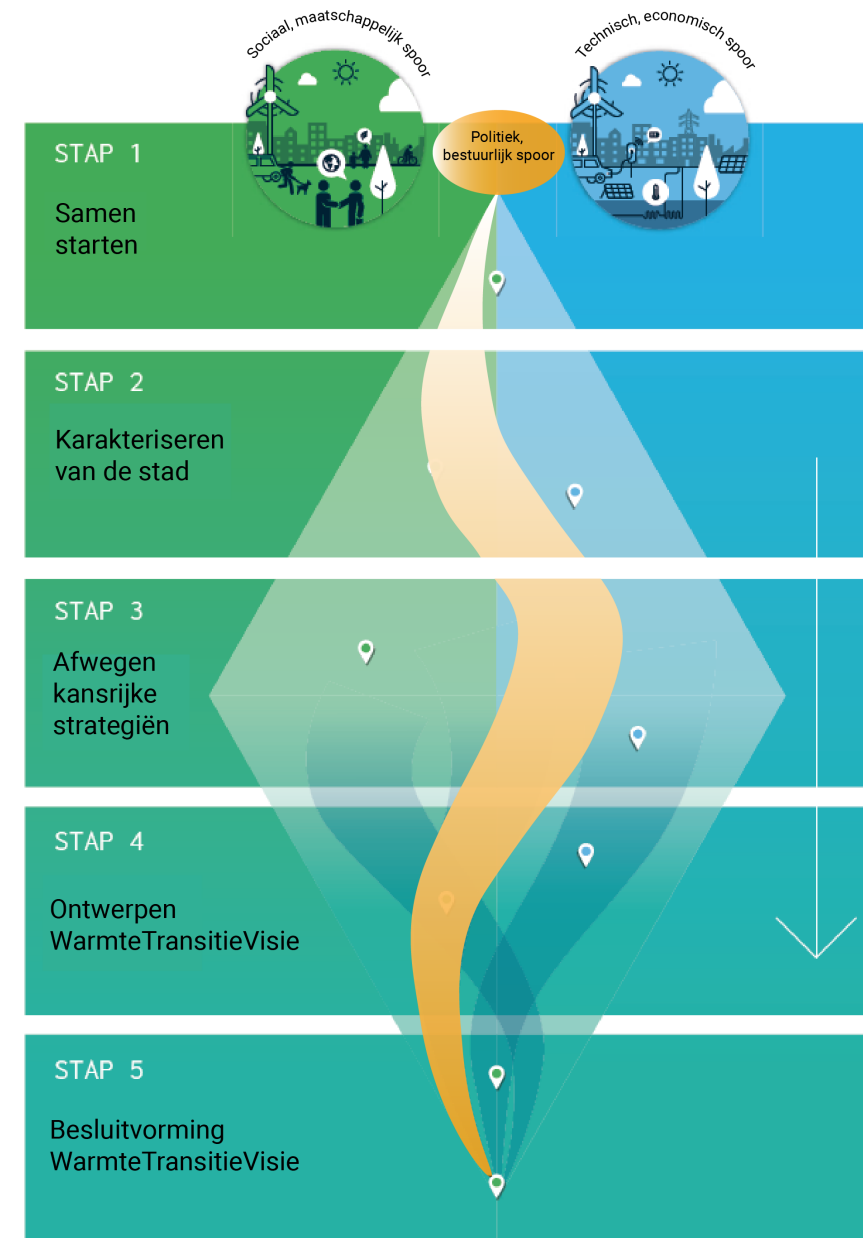 Sociaal, maatschappelijk spoor
Technisch, economisch spoor
Politiek,
bestuurlijk spoor
STAP 1
Samen
starten
STAP 2
Karakteriseren
van de stad
STAP 3
Afwegen
kansrijke
strategiën
STAP 4
Ontwerpen
WarmteTransitieVisie
STAP 5
Besluitvorming
WarmteTransitieVisie